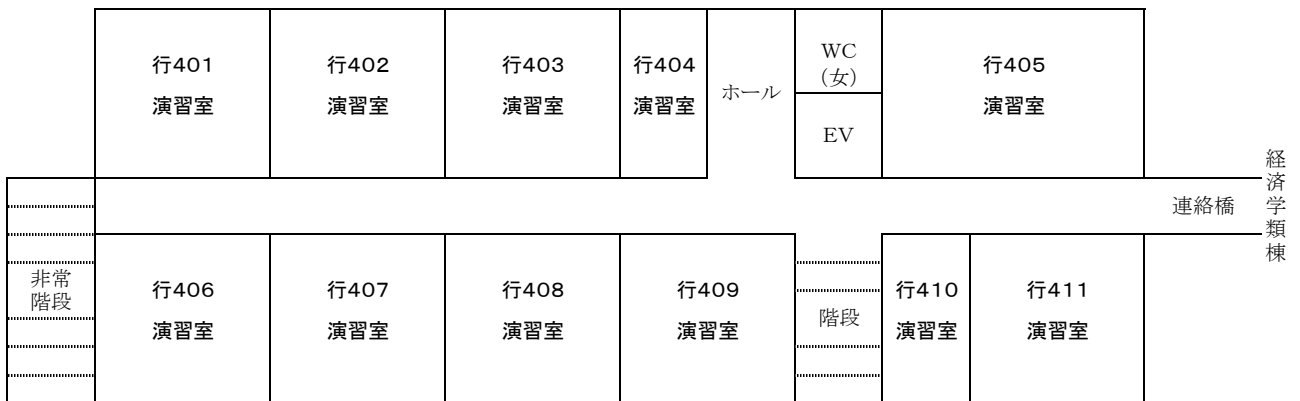 行401
演習室
行402
演習室
行403
演習室
行404
演習室
ホール
WC
(女)
EV
行405
演習室
連絡橋
経済学類棟
非常
階段
行406
演習室
行407
演習室
行408
演習室
行409
演習室
階段
行410
演習室
行411
演習室